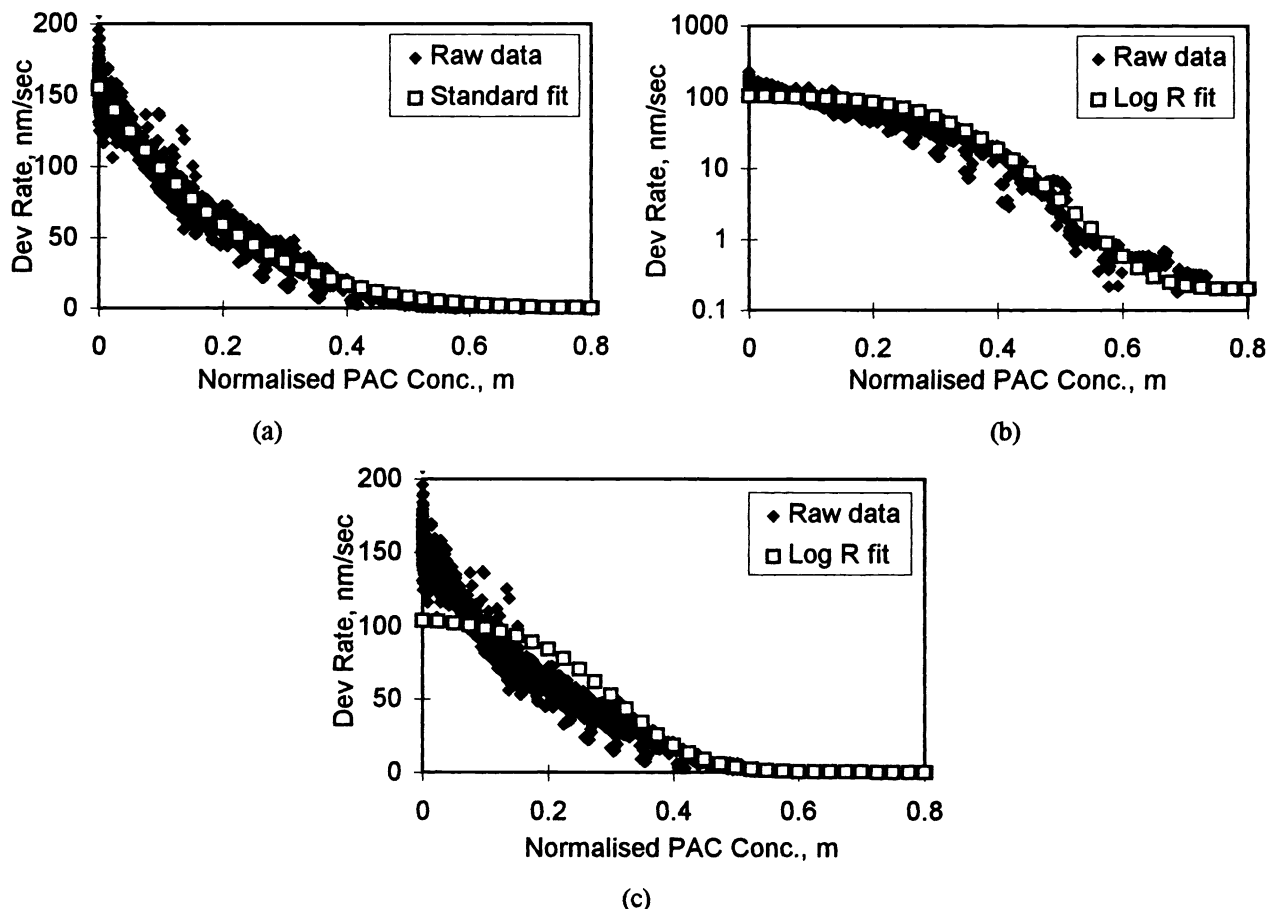 200
150
100
50
0
Dev Rate, nm/sec
Raw data
Standard fit
0 0.2 0.4 0.6 0.8
Normalised PAC Conc., m
(a)
1000
100
10
1
0.1
Dev Rate, nm/sec
Raw data
Log R fit
0 0.2 0.4 0.6 0.8
Normalised PAC Conc., m
(b)
200
150
100
50
0
Dev Rate, nm/sec
Raw data
Log R fit
0 0.2 0.4 0.6 0.8
Normalised PAC Conc., m
(c)